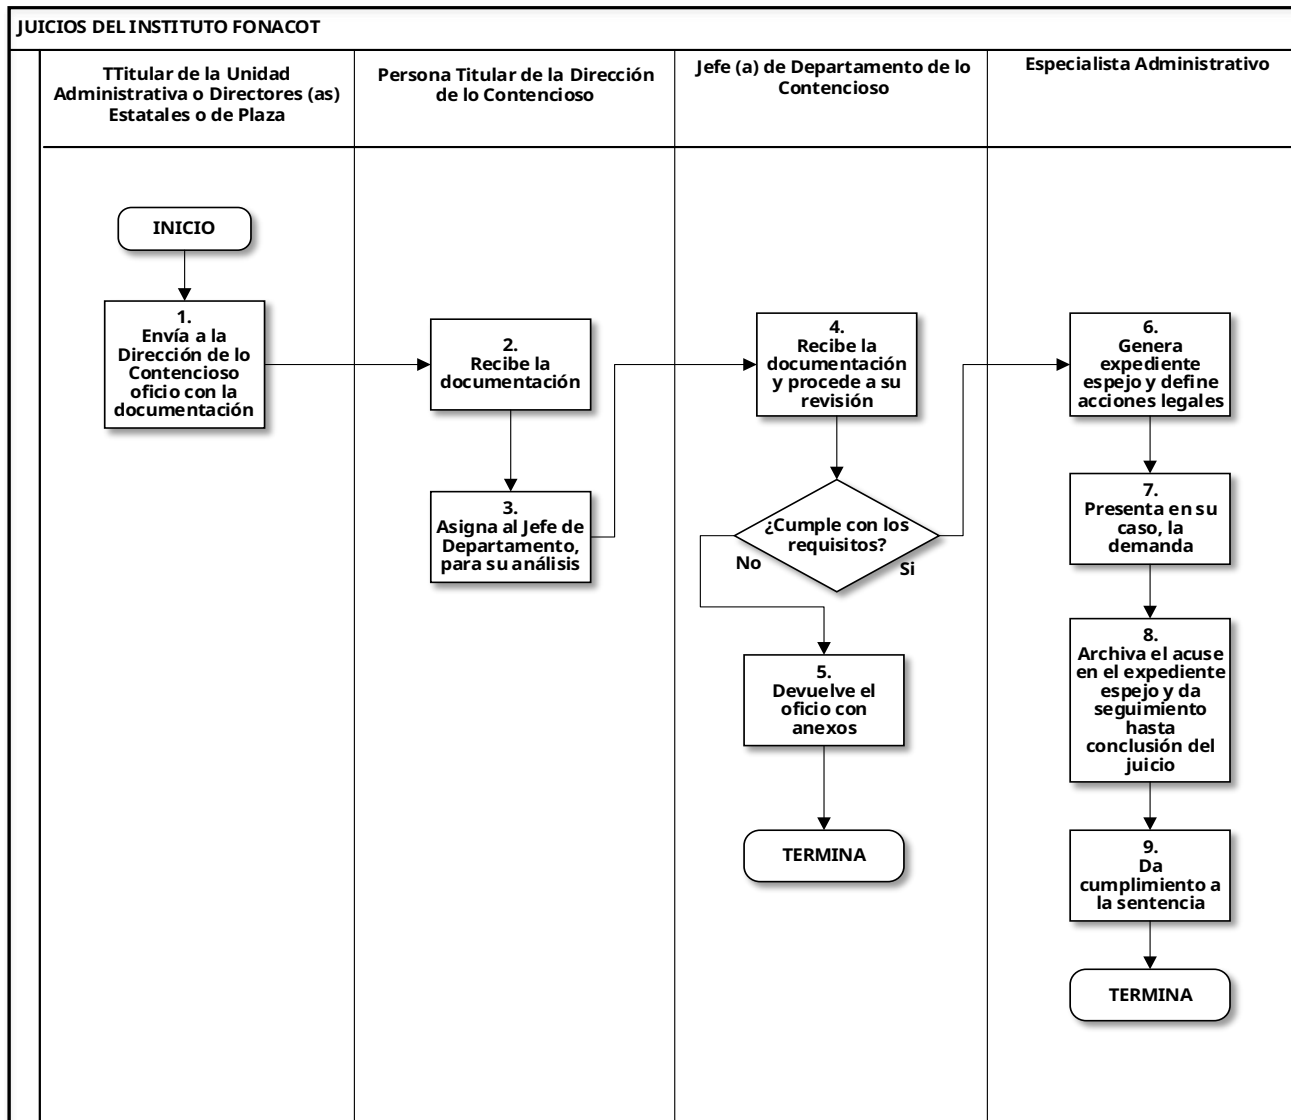 JUICIOS DEL INSTITUTO FONACOT
TTitular de la Unidad
Administrativa o Directores (as)
Estatales o de Plaza
Persona Titular de la Dirección
de lo Contencioso
Jefe (a) de Departamento de lo
Contencioso
Especialista Administrativo
INICIO
1.
Envía a la
Dirección de lo
Contencioso
oficio con la
documentación
2.
Recibe la
documentación
3.
Asigna al Jefe de
Departamento,
para su análisis
4.
Recibe la
documentación
y procede a su
revisión
¿Cumple con los
requisitos?
No
Si
5.
Devuelve el
oficio con
anexos
TERMINA
6.
Genera
expediente
espejo y define
acciones legales
7.
Presenta en su
caso, la
demanda
8.
Archiva el acuse
en el expediente
espejo y da
seguimiento
hasta
conclusión del
juicio
9.
Da
cumplimiento a
la sentencia
TERMINA